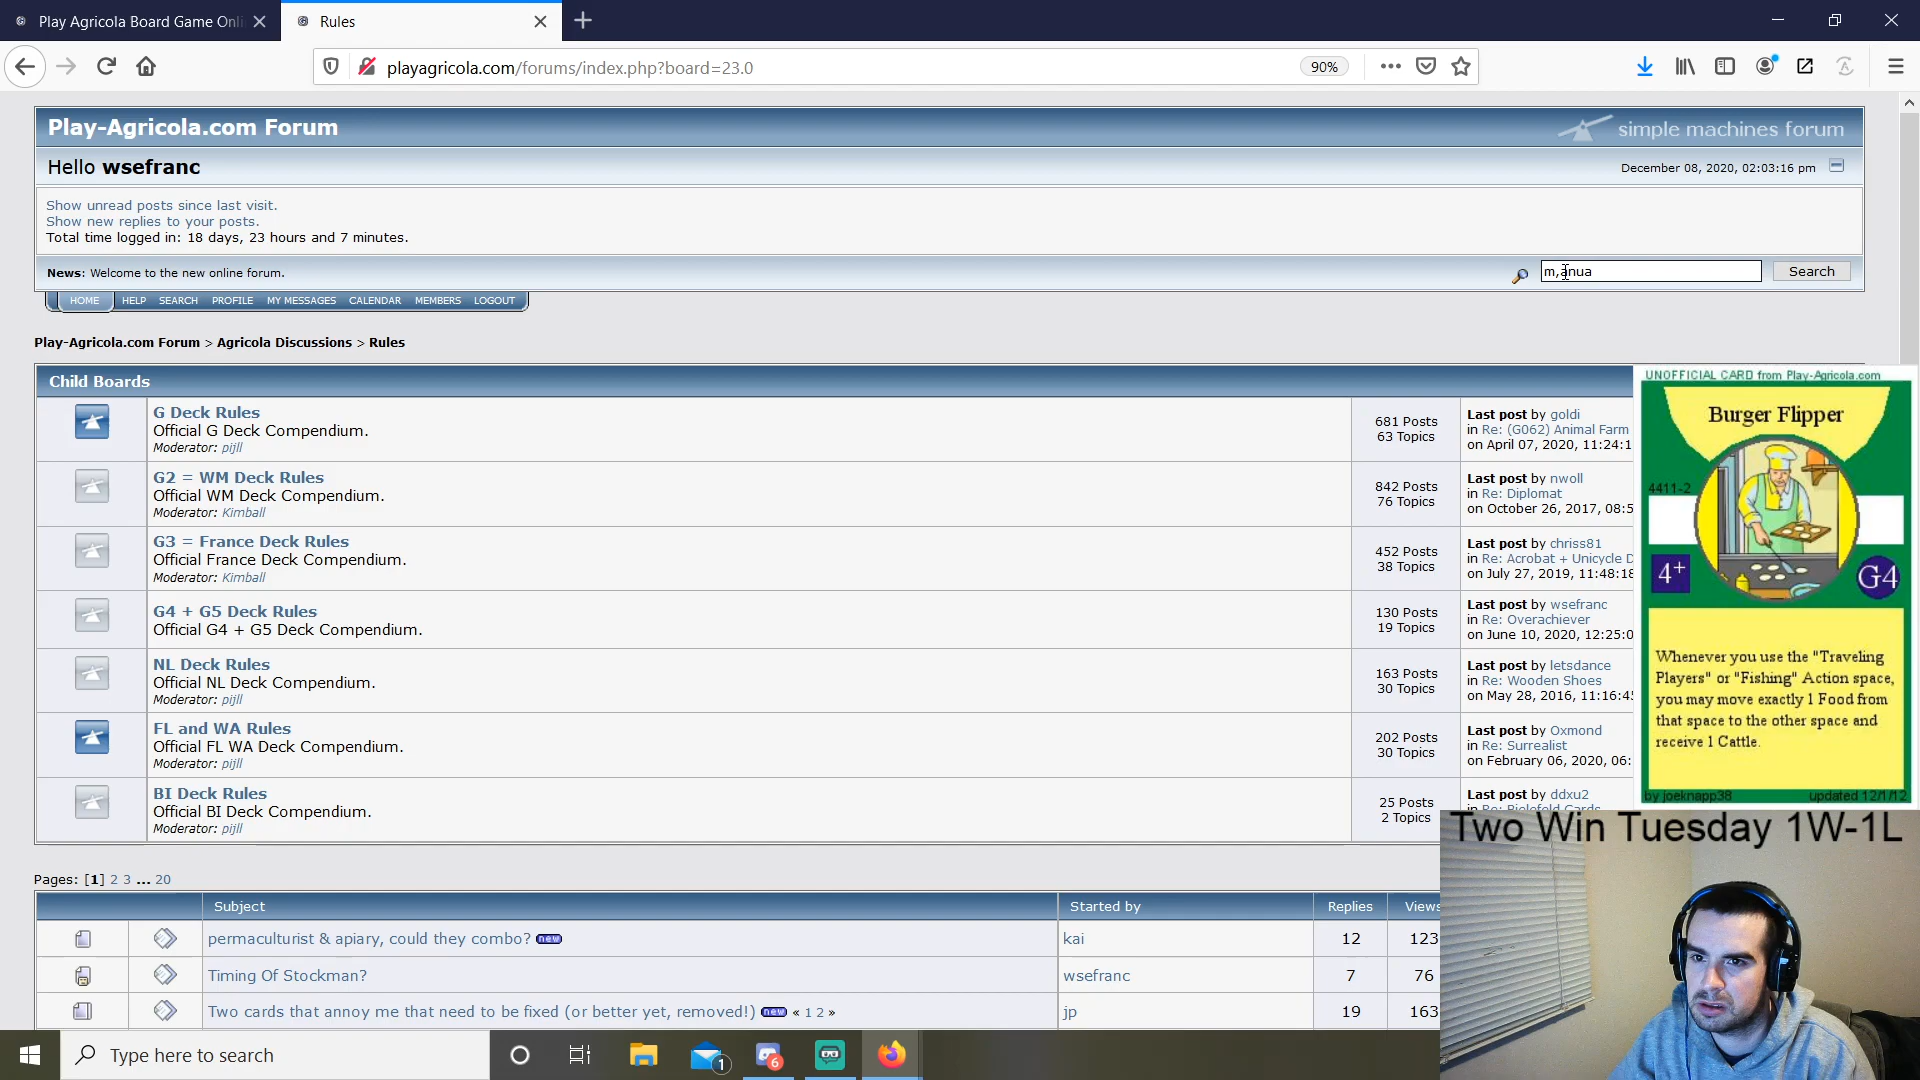 Play Agricola Board Game Onli
Rules
playagricola.com/forums/index.php?board=23.0
90%
Play-Agricola.com Forum
simple machines forum
Hello wsefranc
December 08, 2020, 02:03:16 pm
Show unread posts since last visit.
Show new replies to your posts.
Total time logged in: 18 days, 23 hours and 7 minutes.
News: Welcome to the new online forum.
m,anua
Search
HOME HELP SEARCH PROFILE MY MESSAGES CALENDAR MEMBERS LOGOUT
Play-Agricola.com Forum > Agricola Discussions > Rules
Child Boards
G Deck Rules
Official G Deck Compendium.
Moderator: pijll
681 Posts
63 Topics
Last post by goldi
in Re: (G062) Animal Farm
on April 07, 2020, 11:24:1
G2 = WM Deck Rules
Official WM Deck Compendium.
Moderator: Kimball
842 Posts
76 Topics
Last post by nwoll
in Re: Diplomat
on October 26, 2017, 08:5
G3 = France Deck Rules
Official France Deck Compendium.
Moderator: Kimball
452 Posts
38 Topics
Last post by chriss81
in Re: Acrobat + Unicycle D
on July 27, 2019, 11:48:18
G4 + G5 Deck Rules
Official G4 + G5 Deck Compendium.
130 Posts
19 Topics
Last post by wsefranc
in Re: Overachiever
on June 10, 2020, 12:25:0
NL Deck Rules
Official NL Deck Compendium.
Moderator: pijll
163 Posts
30 Topics
Last post by letsdance
in Re: Wooden Shoes
on May 28, 2016, 11:16:45
FL and WA Rules
Official FL WA Deck Compendium.
Moderator: pijll
202 Posts
30 Topics
Last post by Oxmond
in Re: Surrealist
on February 06, 2020, 06:
BI Deck Rules
Official BI Deck Compendium.
Moderator: pijll
25 Posts
2 Topics
Last post by ddxu2
in Re: Bielefeld Cards
UNOFFICIAL CARD from Play-Agricola.com
Burger Flipper
4411-2
4+
G4
Whenever you use the "Traveling
Players" or "Fishing" Action space,
you may move exactly 1 Food from
that space to the other space and
receive 1 Cattle.
by joeknapp38 updated 12/1/12
Two Win Tuesday 1W-1L
Pages: [1] 2 3 ... 20
Subject Started by Replies Views
permaculturist & apiary, could they combo? new kai 12 123
Timing Of Stockman? wsefranc 7 76
Two cards that annoy me that need to be fixed (or better yet, removed!) new « 1 2 » jp 19 163
Type here to search
1
6